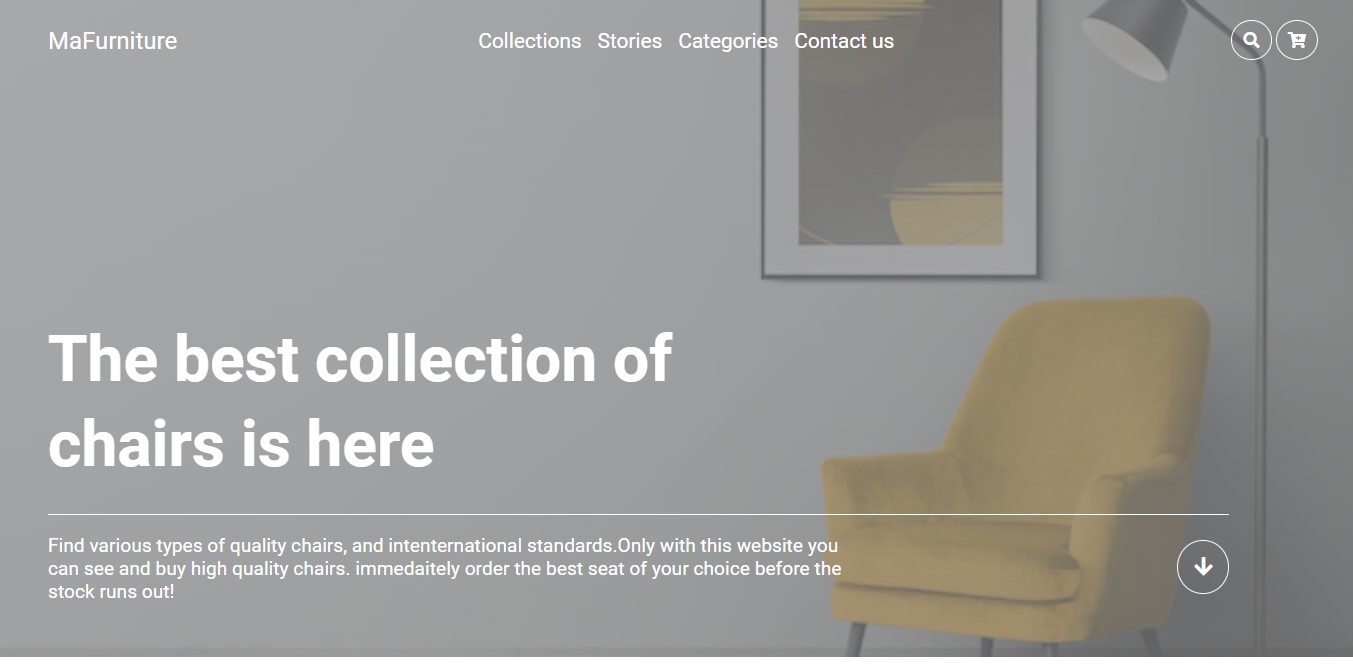 MaFurniture
Collections Stories Categories Contact us
The best collection of
chairs is here
Find various types of quality chairs, and intenternational standards.Only with this website you
can see and buy high quality chairs. immedaitely order the best seat of your choice before the
stock runs out!